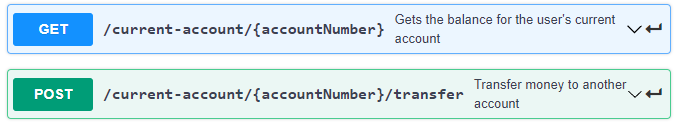 GET /current-account/{accountNumber} Gets the balance for the user's current
account
POST /current-account/{accountNumber}/transfer Transfer money to another
account